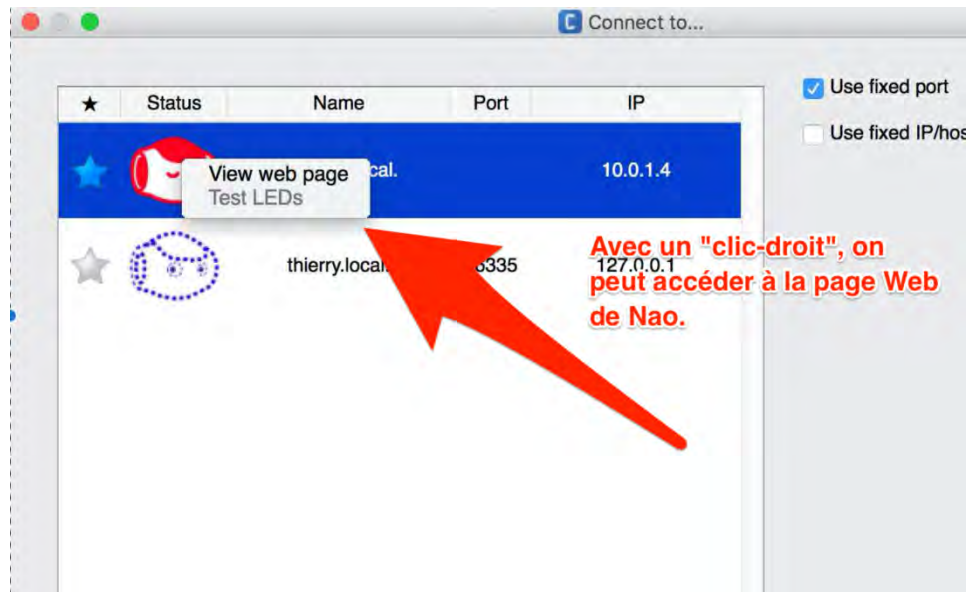 Connect to...
★ Status Name Port IP
Use fixed port
Use fixed IP/hos
View web page
cal. 10.0.1.4
Test LEDs
thierry.local. 335 127.0.0.1
Avec un "clic-droit", on
peut accéder à la page Web
de Nao.